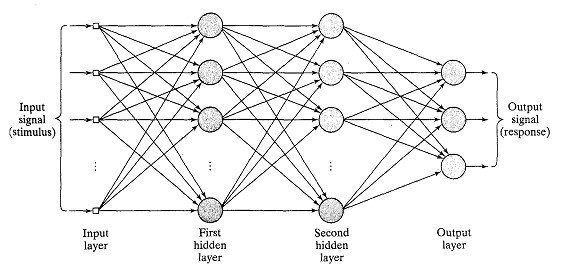 Input
signal
(stimulus)
Output
signal
(response)
Input
layer
First
hidden
layer
Second
hidden
layer
Output
layer